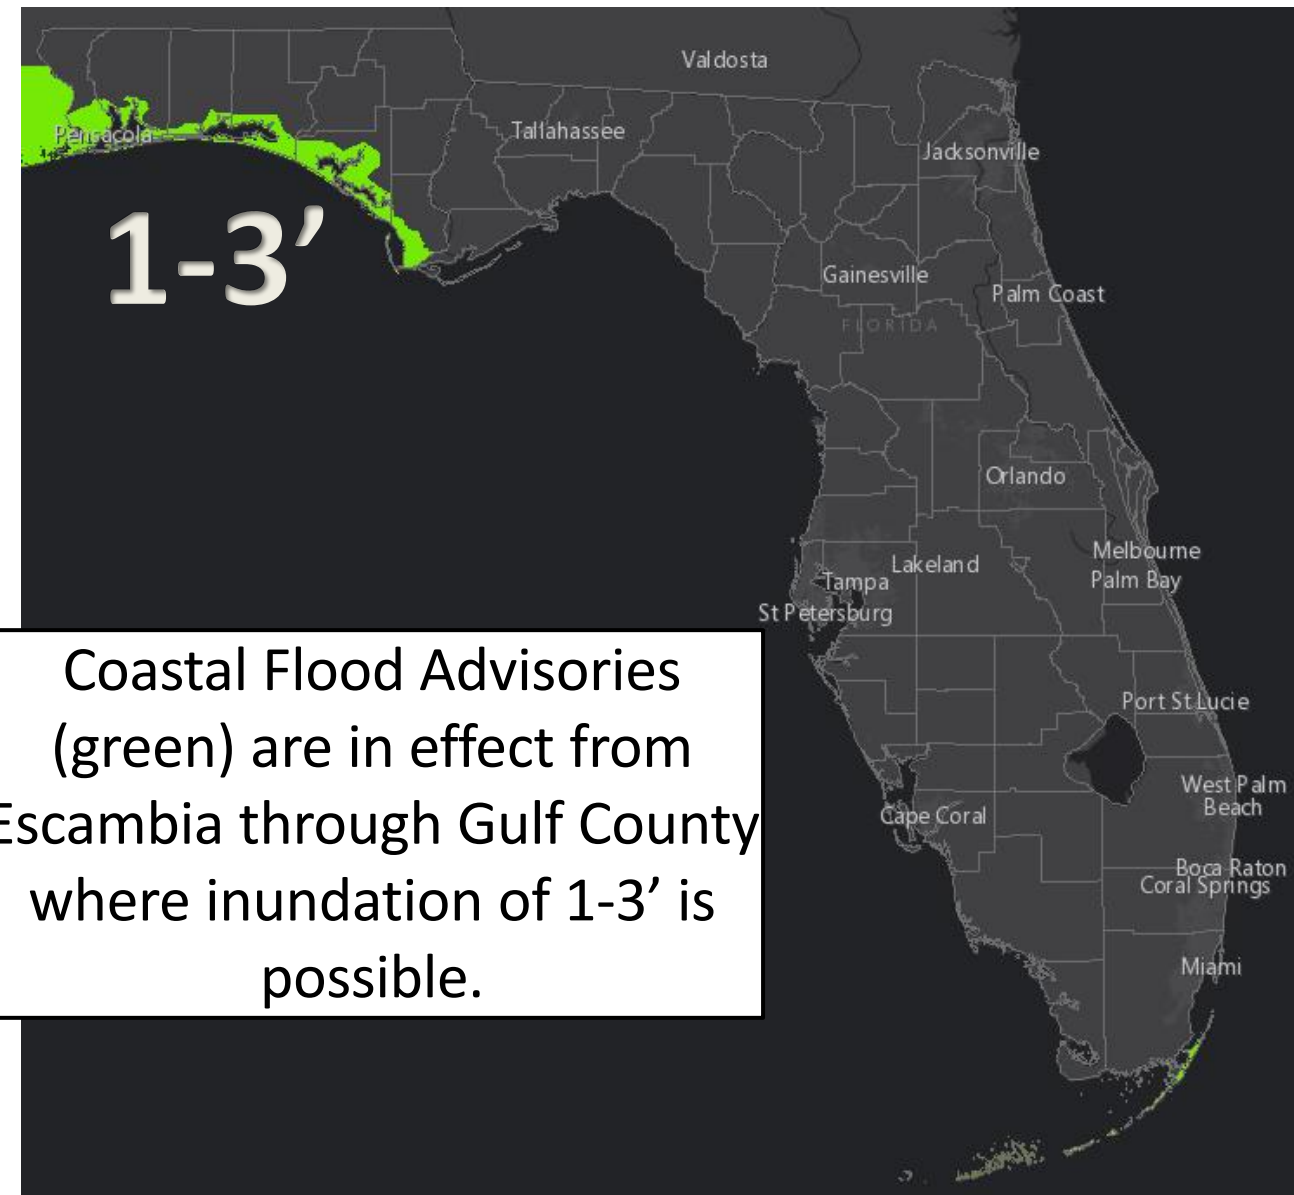 Valdosta
Tallahassee
Pensacola
Jacksonville
1-3’
Gainesville
Palm Coast
FLORIDA
Orlando
Melbourne
Lakeland
Palm Bay
Tampa
St Petersburg
Coastal Flood Advisories
(green) are in effect from
Escambia through Gulf County
where inundation of 1-3’ is
possible.
Port St Lucie
West Palm
Beach
Cape Coral
Boca Raton
Coral Springs
Miami